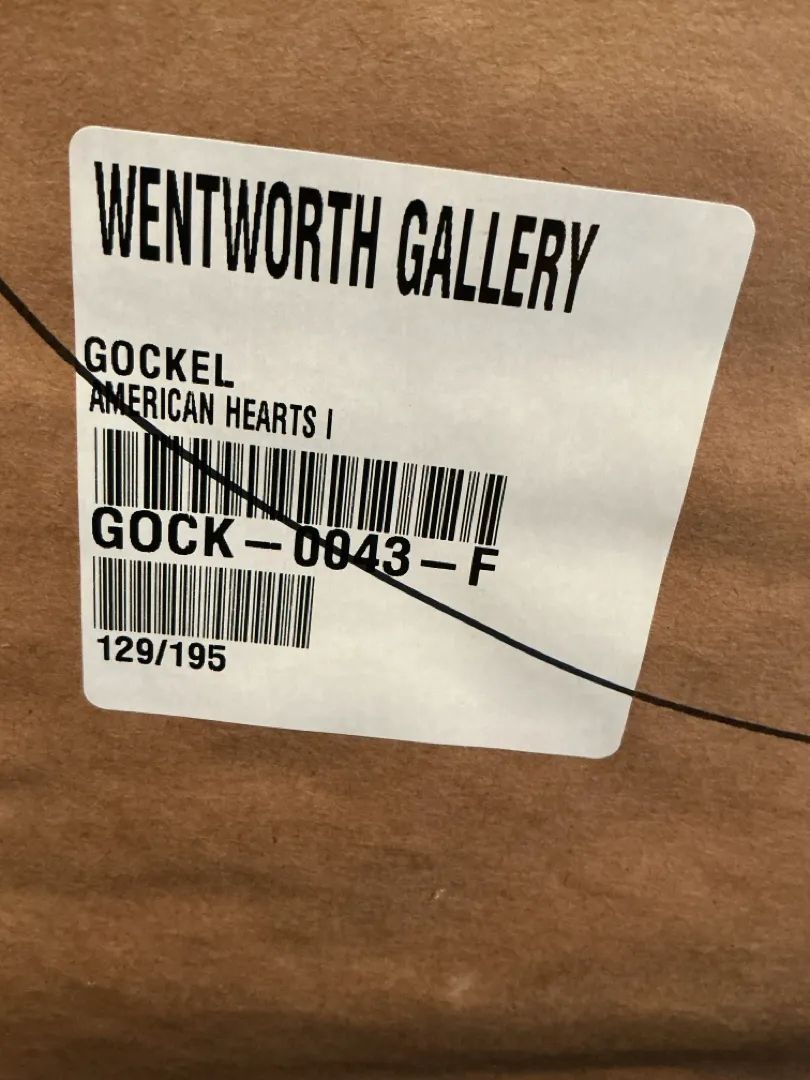 WENTWORTH GALLERY
GOCKEL
AMERICAN HEARTS I
GOCK-0043-F
129/195